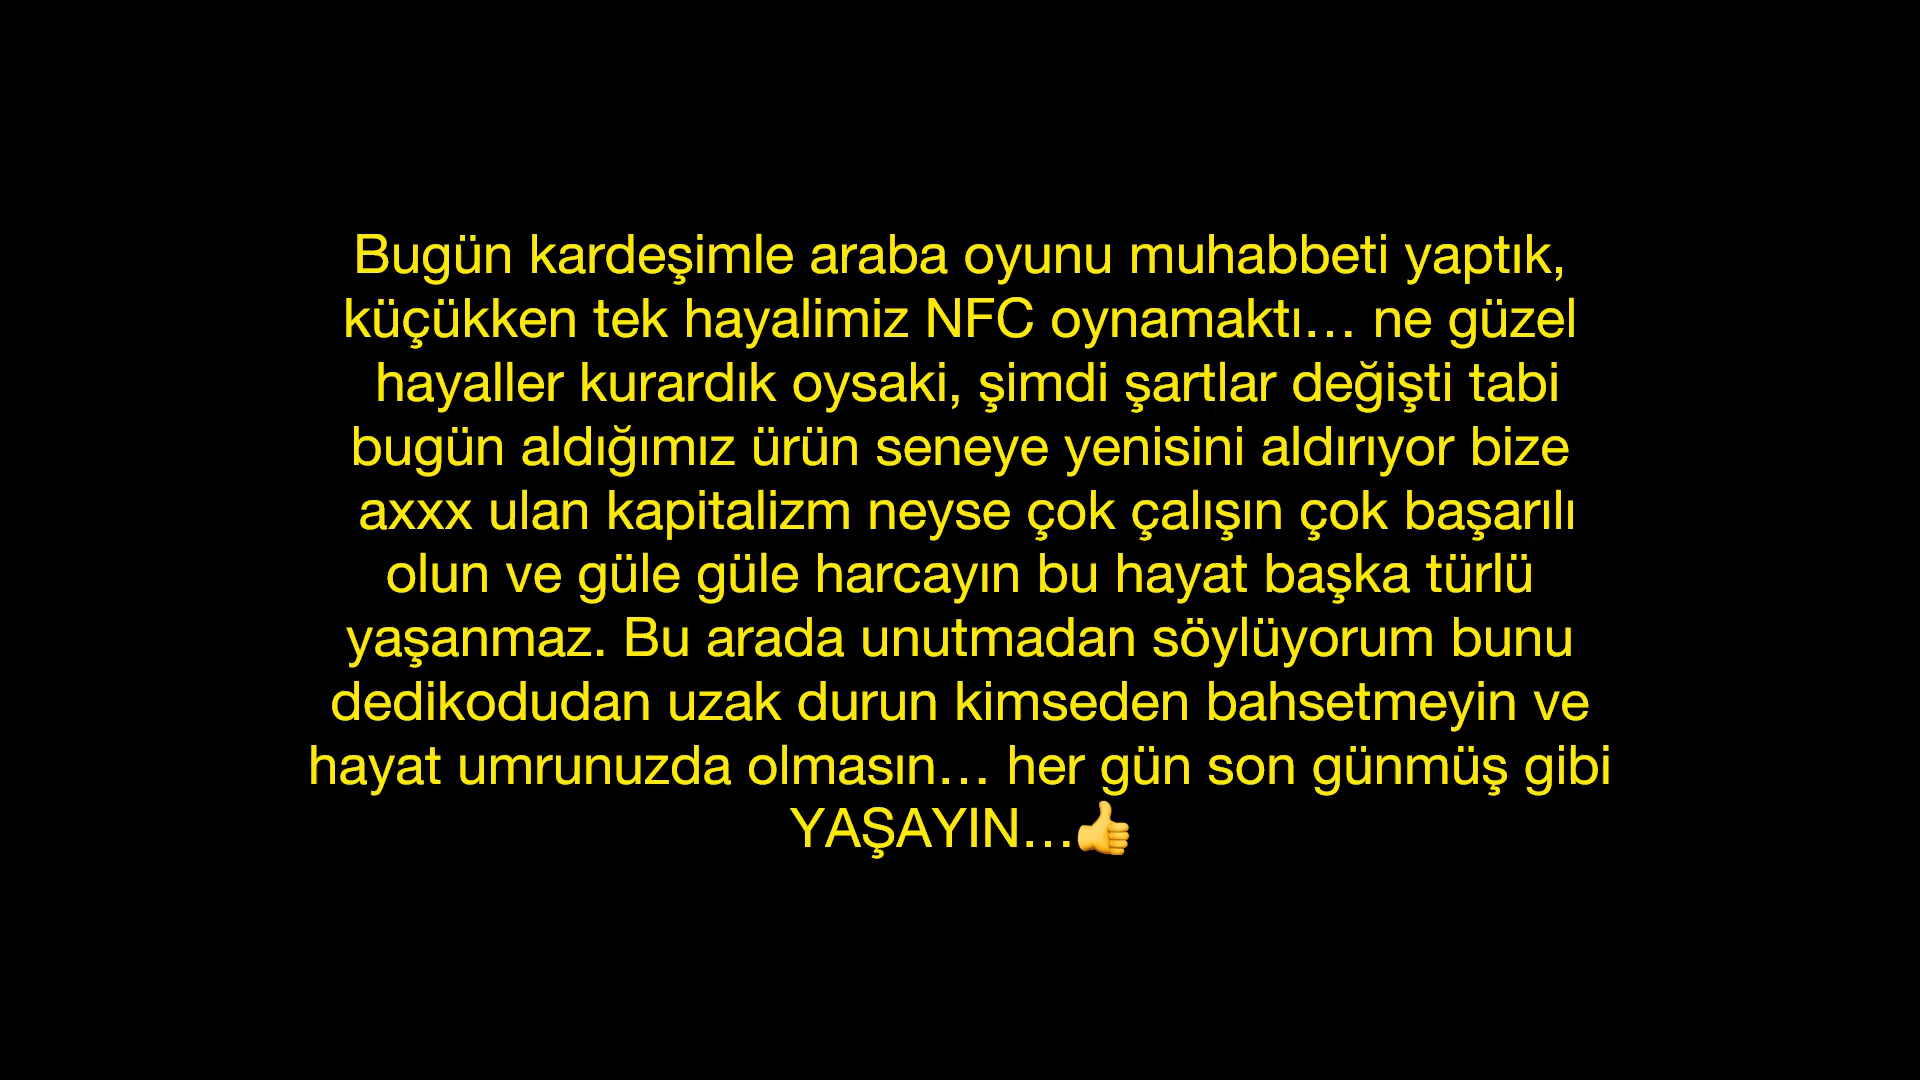 Bugün kardeşimle araba oyunu muhabbeti yaptık,
küçükken tek hayalimiz NFC oynamaktı… ne güzel
hayaller kurardık oysaki, şimdi şartlar değişti tabi
bugün aldığımız ürün seneye yenisini aldırıyor bize
axxx ulan kapitalizm neyse çok çalışın çok başarılı
olun ve güle güle harcayın bu hayat başka türlü
yaşanmaz. Bu arada unutmadan söylüyorum bunu
dedikodudan uzak durun kimseden bahsetmeyin ve
hayat umrunuzda olmasın… her gün son günmüş gibi
YAŞAYIN…👍